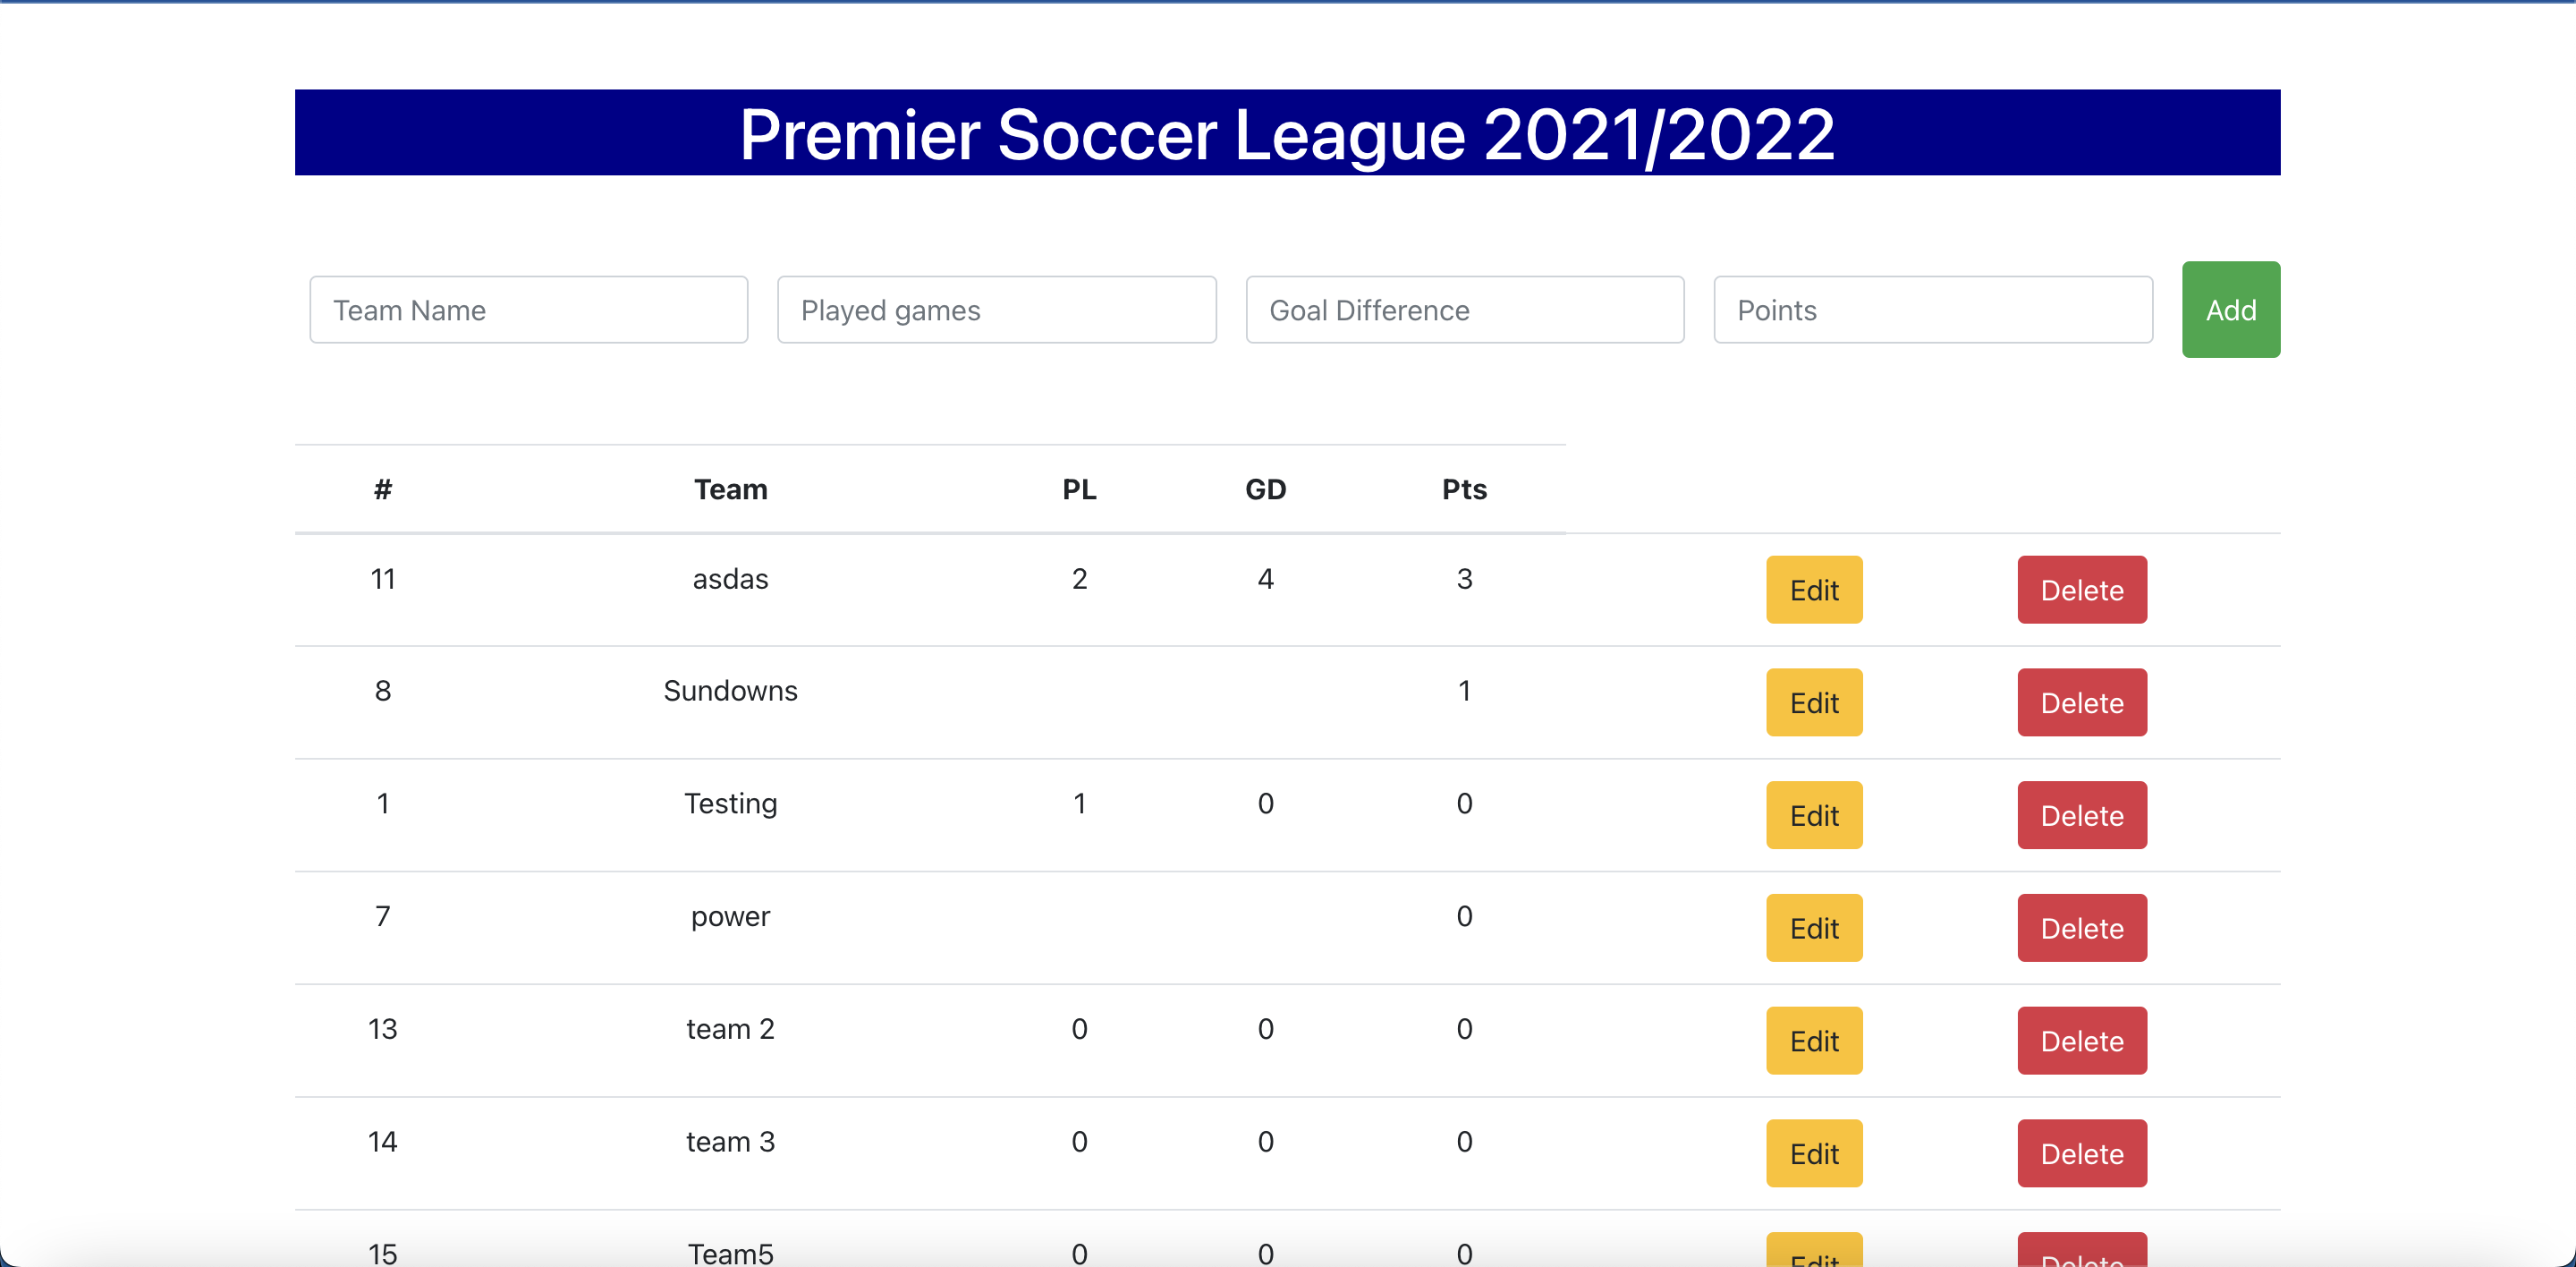 Premier Soccer League 2021/2022
Team Name Played games Goal Difference Points Add
# Team PL GD Pts
11 asdas 2 4 3 Edit Delete
8 Sundowns 1 Edit Delete
1 Testing 1 0 0 Edit Delete
7 power 0 Edit Delete
13 team 2 0 0 0 Edit Delete
14 team 3 0 0 0 Edit Delete
15 Team5 0 0 0 Edit Delete